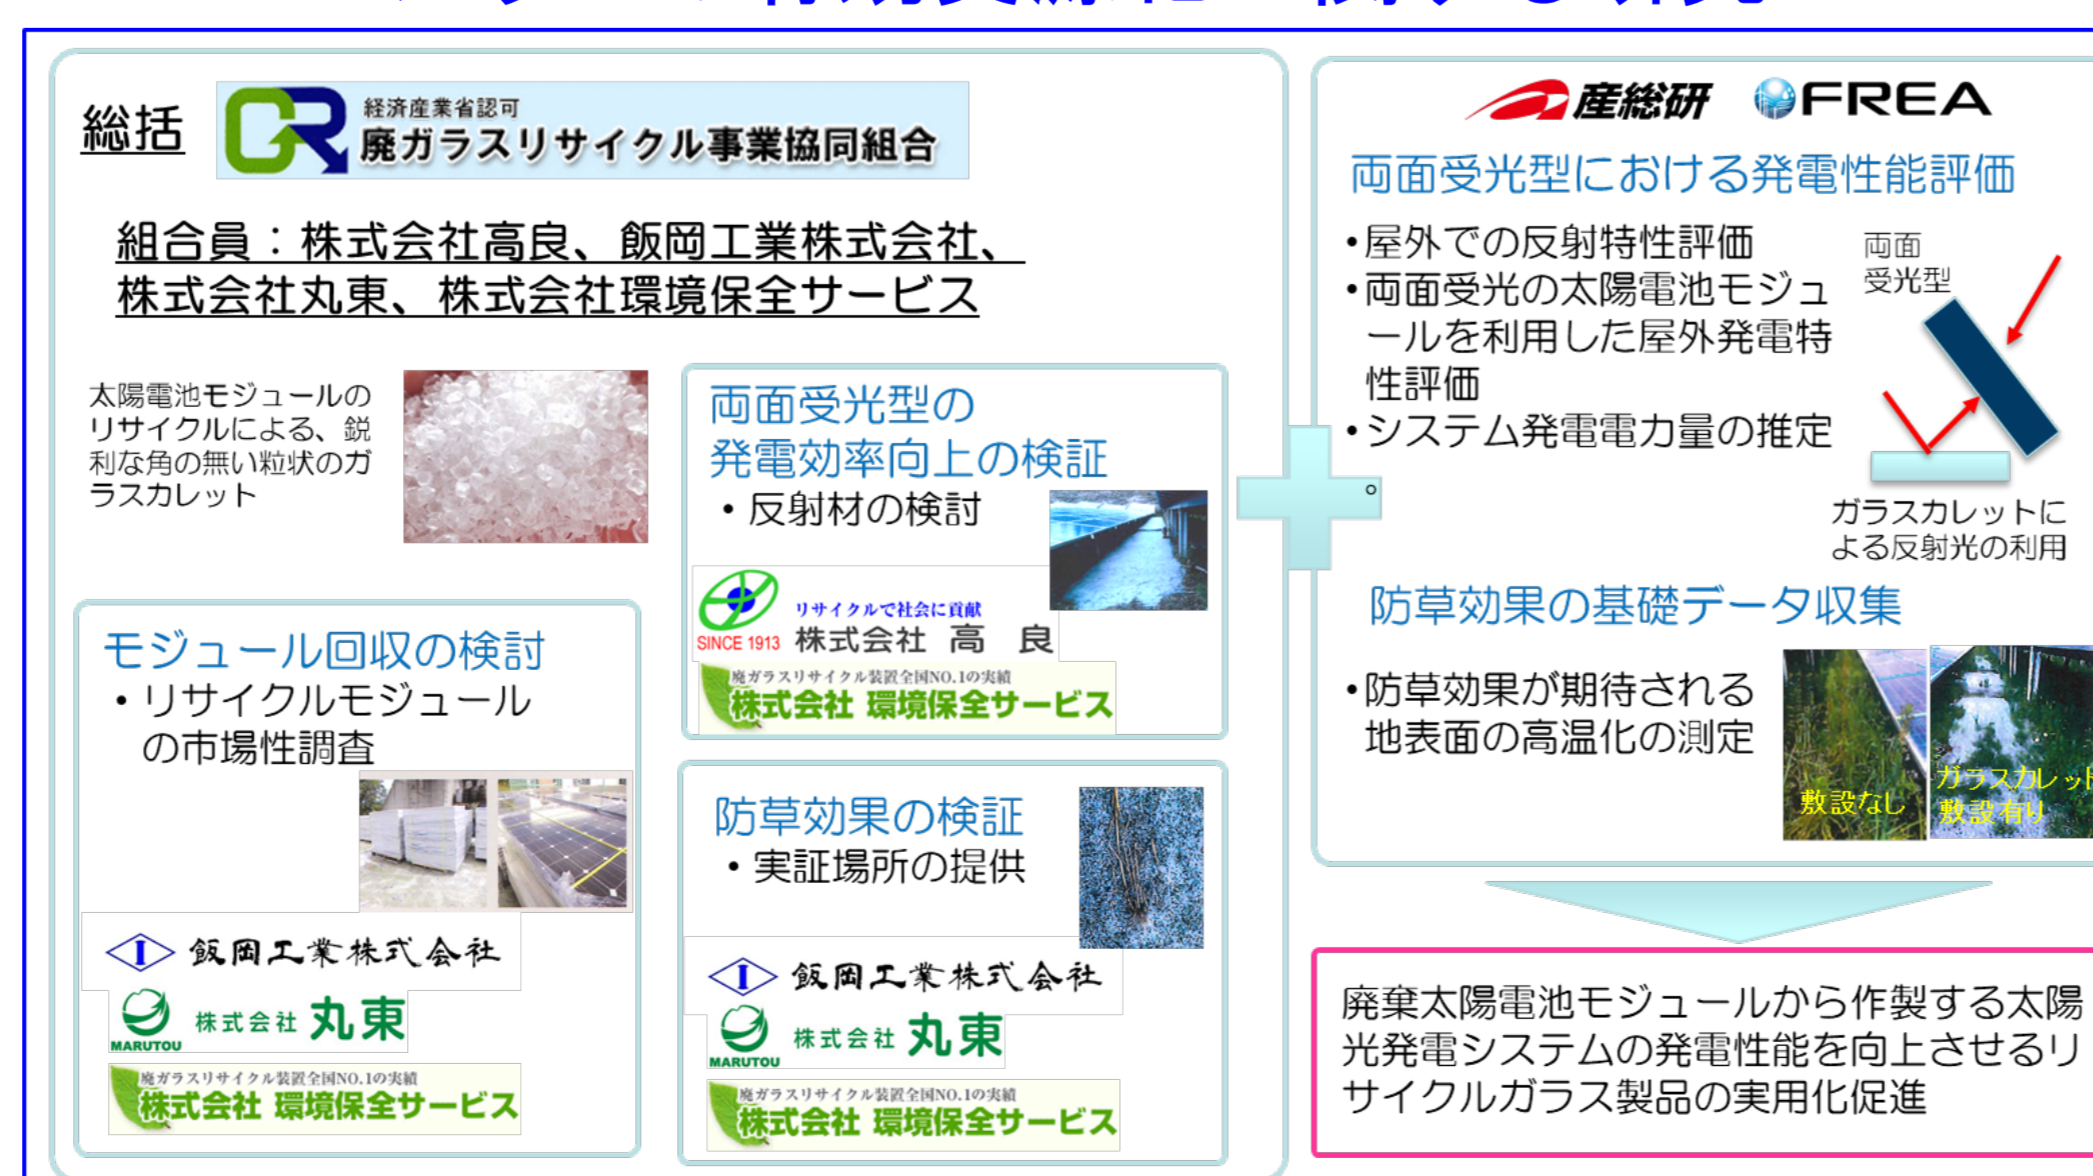 総括
経済産業省認可
廃ガラスリサイクル事業協同組合
組合員：株式会社高良、飯岡工業株式会社、
株式会社丸東、株式会社環境保全サービス
太陽電池モジュールの
リサイクルによる、鋭
利な角の無い粒状のガ
ラスカレット
両面受光型の
発電効率向上の検証
・反射材の検討
リサイクルで社会に貢献
SINCE 1913 株式会社 高 良
廃ガラスリサイクル装置全国NO.1の実績
株式会社 環境保全サービス
モジュール回収の検討
・リサイクルモジュール
の市場性調査
飯岡工業株式会社
株式会社 丸東
MARUTOU
廃ガラスリサイクル装置全国NO.1の実績
株式会社 環境保全サービス
防草効果の検証
・実証場所の提供
飯岡工業株式会社
株式会社 丸東
MARUTOU
廃ガラスリサイクル装置全国NO.1の実績
株式会社 環境保全サービス
産総研 FREA
両面受光型における発電性能評価
•屋外での反射特性評価
•両面受光の太陽電池モジュ
ールを利用した屋外発電特
性評価
•システム発電電力量の推定
。
両面
受光型
ガラスカレットに
よる反射光の利用
防草効果の基礎データ収集
•防草効果が期待される
地表面の高温化の測定
敷設なし
ガラスカレット
敷設有り
廃棄太陽電池モジュールから作製する太陽
光発電システムの発電性能を向上させるリ
サイクルガラス製品の実用化促進